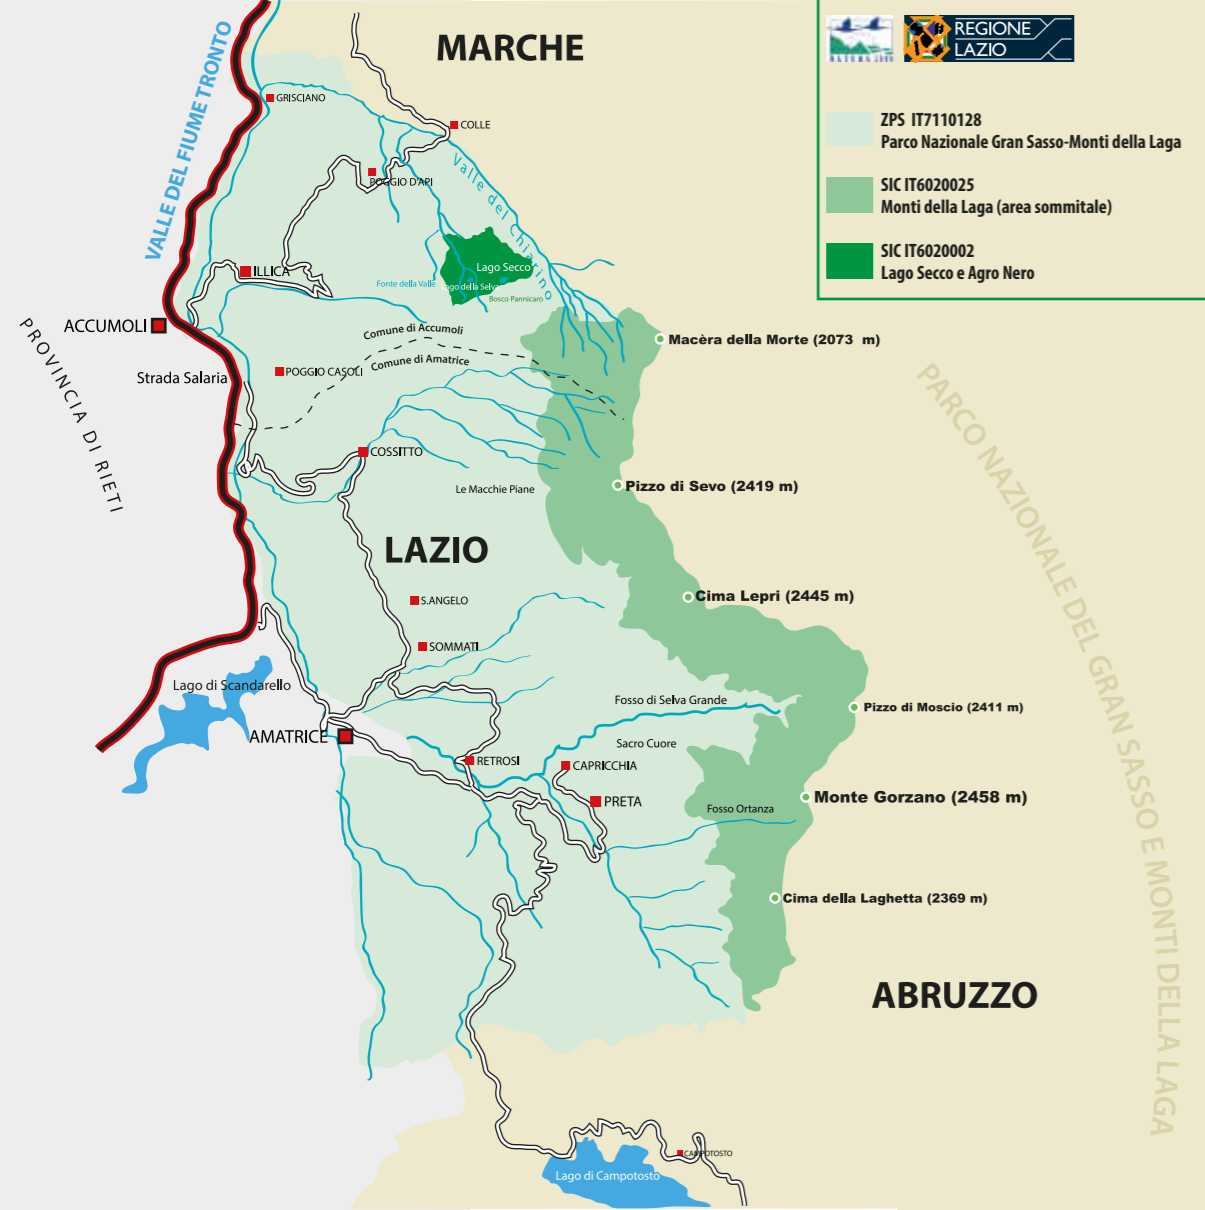 MARCHE
REGIONE
LAZIO
NATURA 2000
ZPS IT7110128
Parco Nazionale Gran Sasso-Monti della Laga
SIC IT6020025
Monti della Laga (area sommitale)
SIC IT6020002
Lago Secco e Agro Nero
VALLE DEL FIUME TRONTO
GRISCIANO
COLLE
POGGIO D'API
Valle del Chiarino
ILLICA
Lago Secco
Fonte della Valle
Lago della Selva
Bosco Pannicaro
ACCUMOLI
Comune di Accumoli
Comune di Amatrice
Macèra della Morte (2073 m)
PROVINCIA DI RIETI
Strada Salaria
POGGIO CASOLI
PARCO NAZIONALE DEL GRAN SASSO E MONTI DELLA LAGA
COSSITTO
Le Macchie Piane
Pizzo di Sevo (2419 m)
LAZIO
S.ANGELO
Cima Lepri (2445 m)
SOMMATI
Lago di Scandarello
Fosso di Selva Grande
Pizzo di Moscio (2411 m)
AMATRICE
Sacro Cuore
RETROSI
CAPRICCHIA
PRETA
Fosso Ortanza
Monte Gorzano (2458 m)
Cima della Laghetta (2369 m)
ABRUZZO
CAMPOTOSTO
Lago di Campotosto